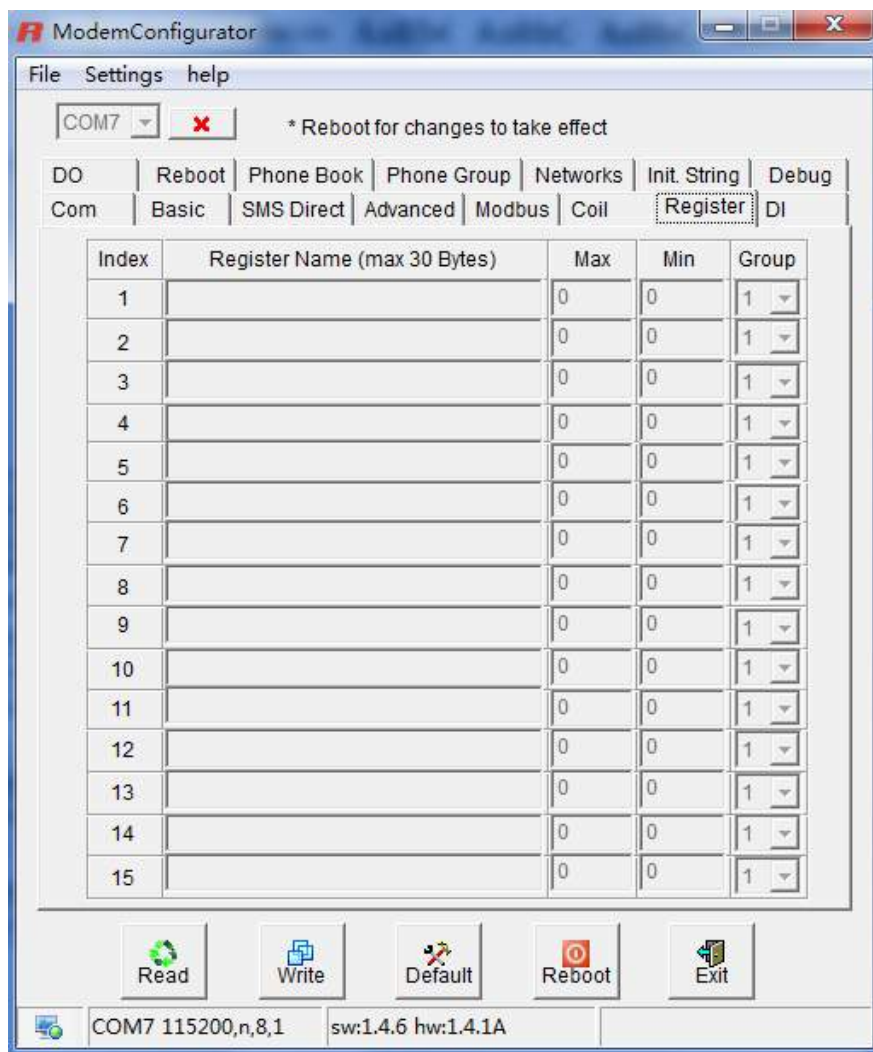 ModemConfigurator
File Settings help
COM7 * Reboot for changes to take effect
DO Reboot Phone Book Phone Group Networks Init. String Debug
Com Basic SMS Direct Advanced Modbus Coil Register DI
Index Register Name (max 30 Bytes) Max Min Group
1 0 0 1
2 0 0 1
3 0 0 1
4 0 0 1
5 0 0 1
6 0 0 1
7 0 0 1
8 0 0 1
9 0 0 1
10 0 0 1
11 0 0 1
12 0 0 1
13 0 0 1
14 0 0 1
15 0 0 1
Read Write Default Reboot Exit
COM7 115200,n,8,1 sw:1.4.6 hw:1.4.1A